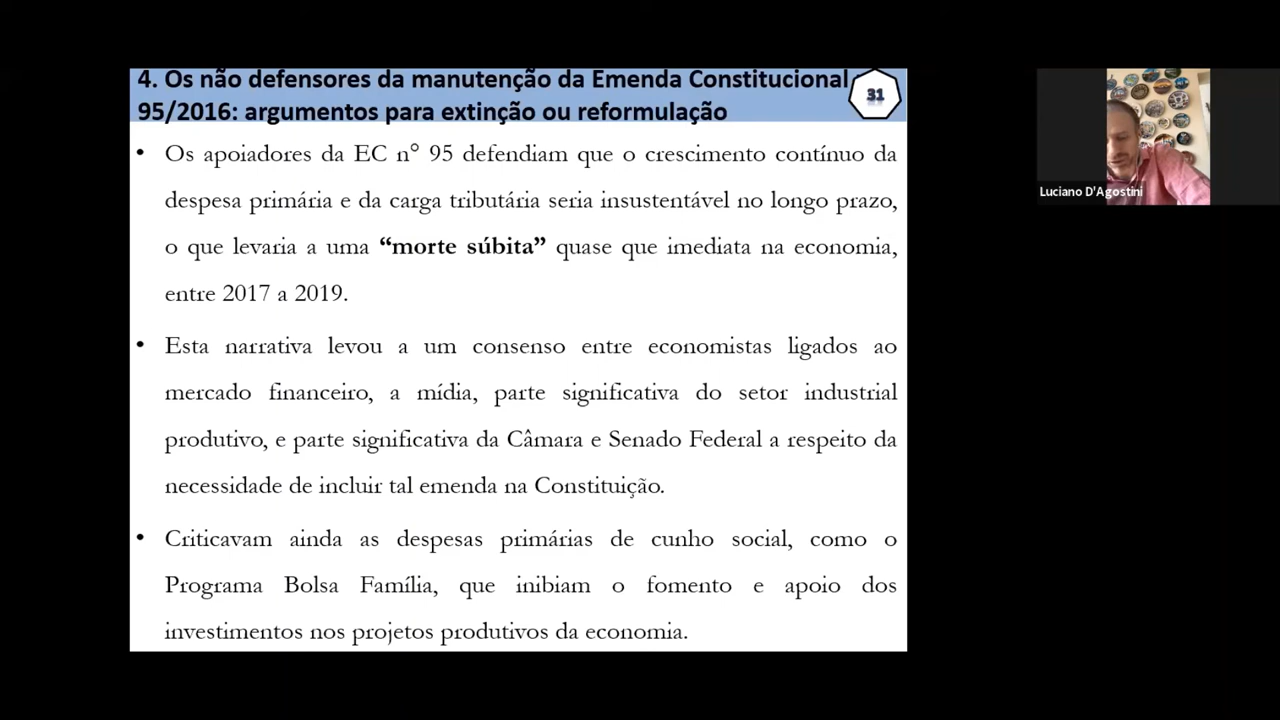 4. Os não defensores da manutenção da Emenda Constitucional
95/2016: argumentos para extinção ou reformulação
31
• Os apoiadores da EC n° 95 defendiam que o crescimento contínuo da
despesa primária e da carga tributária seria insustentável no longo prazo,
o que levaria a uma “morte súbita” quase que imediata na economia,
entre 2017 a 2019.
• Esta narrativa levou a um consenso entre economistas ligados ao
mercado financeiro, a mídia, parte significativa do setor industrial
produtivo, e parte significativa da Câmara e Senado Federal a respeito da
necessidade de incluir tal emenda na Constituição.
• Criticavam ainda as despesas primárias de cunho social, como o
Programa Bolsa Família, que inibiam o fomento e apoio dos
investimentos nos projetos produtivos da economia.
Luciano D'Agostini